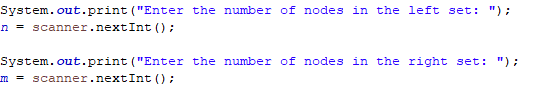 System.out.print("Enter the number of nodes in the left set: ");
n = scanner.nextInt();
System.out.print("Enter the number of nodes in the right set: ");
m = scanner.nextInt();